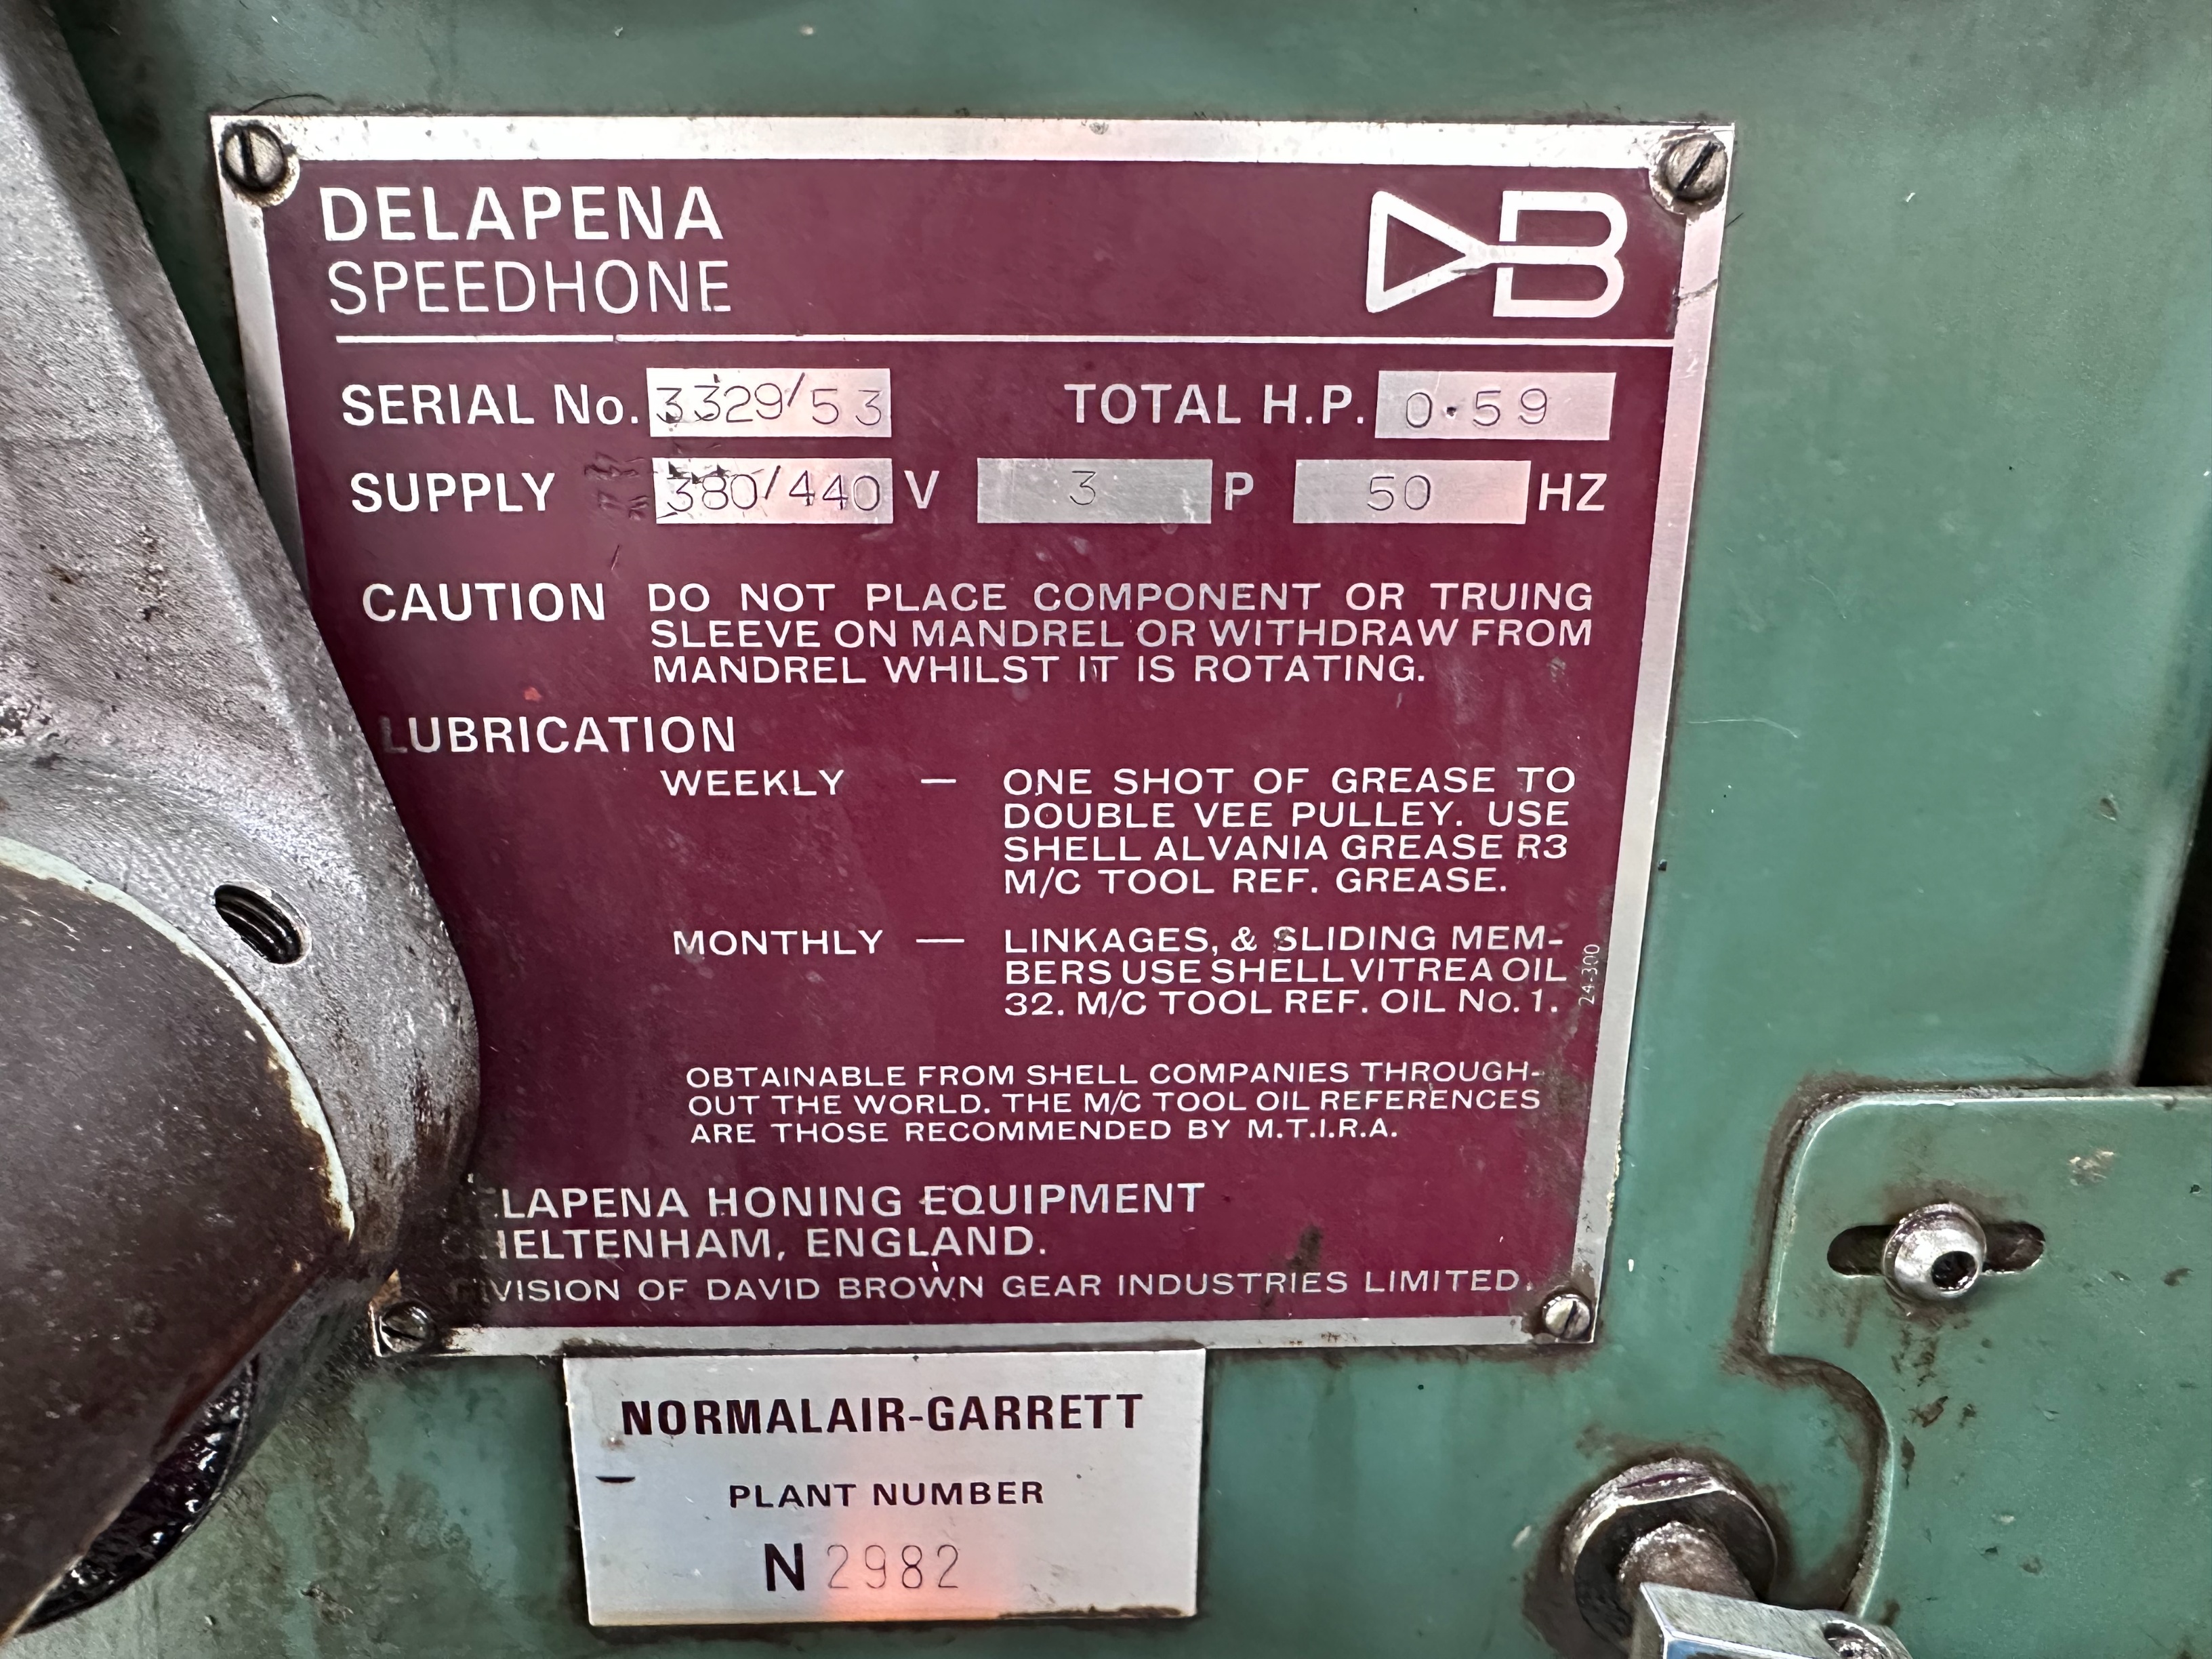 DELAPENA
SPEEDHONE
DB
SERIAL No. 3329/53 TOTAL H.P. 0·59
SUPPLY 380/440 V 3 P 50 HZ
CAUTION DO NOT PLACE COMPONENT OR TRUING
SLEEVE ON MANDREL OR WITHDRAW FROM
MANDREL WHILST IT IS ROTATING.
LUBRICATION
WEEKLY — ONE SHOT OF GREASE TO
DOUBLE VEE PULLEY. USE
SHELL ALVANIA GREASE R3
M/C TOOL REF. GREASE.
MONTHLY — LINKAGES, & SLIDING MEM-
BERS USE SHELL VITREA OIL
32. M/C TOOL REF. OIL No. 1.
24-300
OBTAINABLE FROM SHELL COMPANIES THROUGH-
OUT THE WORLD. THE M/C TOOL OIL REFERENCES
ARE THOSE RECOMMENDED BY M.T.I.R.A.
ELAPENA HONING EQUIPMENT
CHELTENHAM, ENGLAND.
IVISION OF DAVID BROWN GEAR INDUSTRIES LIMITED.
NORMALAIR-GARRETT
PLANT NUMBER
N 2982